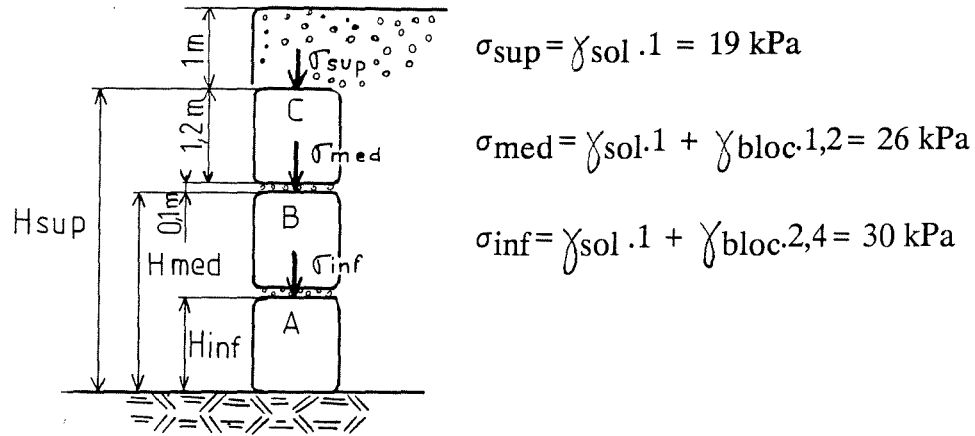 1m
σsup
σsup = γsol .1 = 19 kPa
C
1,2m
σmed
σmed = γsol.1 + γbloc.1,2 = 26 kPa
0,1m
Hsup
B
Hmed
σinf
σinf = γsol .1 + γbloc.2,4 = 30 kPa
A
Hinf